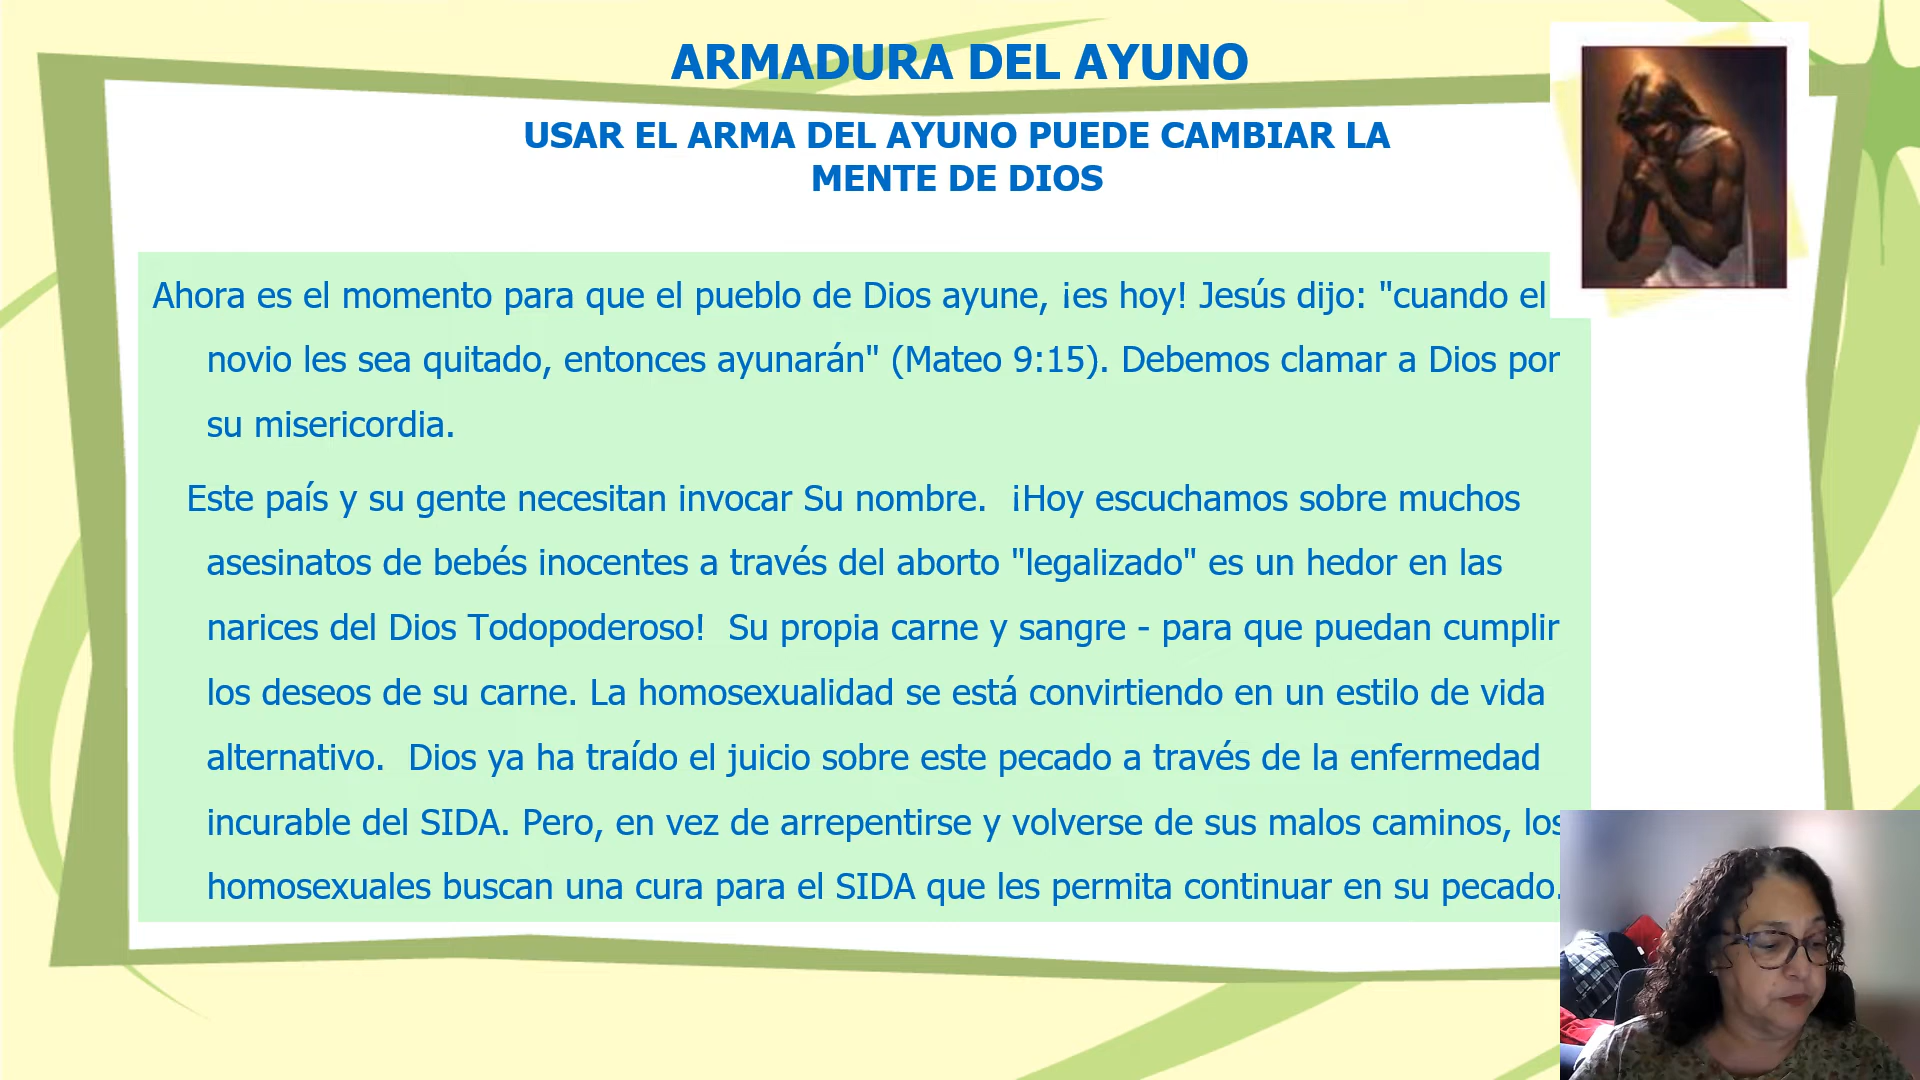 ARMADURA DEL AYUNO
USAR EL ARMA DEL AYUNO PUEDE CAMBIAR LA
MENTE DE DIOS
Ahora es el momento para que el pueblo de Dios ayune, ¡es hoy! Jesús dijo: "cuando el
novio les sea quitado, entonces ayunarán" (Mateo 9:15). Debemos clamar a Dios por
su misericordia.
Este país y su gente necesitan invocar Su nombre.  ¡Hoy escuchamos sobre muchos
asesinatos de bebés inocentes a través del aborto "legalizado" es un hedor en las
narices del Dios Todopoderoso!  Su propia carne y sangre - para que puedan cumplir
los deseos de su carne. La homosexualidad se está convirtiendo en un estilo de vida
alternativo.  Dios ya ha traído el juicio sobre este pecado a través de la enfermedad
incurable del SIDA. Pero, en vez de arrepentirse y volverse de sus malos caminos, los
homosexuales buscan una cura para el SIDA que les permita continuar en su pecado.